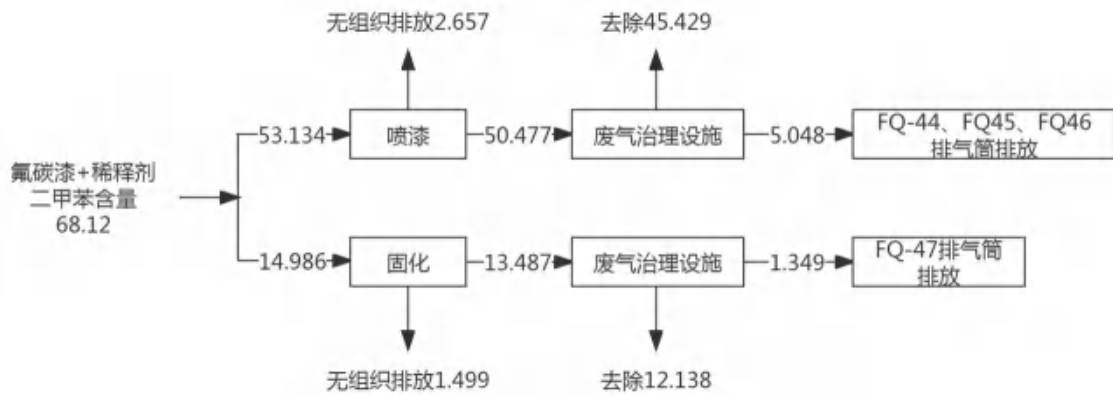 无组织排放2.657
去除45.429
53.134
喷漆
50.477
废气治理设施
5.048
FQ-44、FQ45、FQ46
排气筒排放
氟碳漆+稀释剂
二甲苯含量
68.12
14.986
固化
13.487
废气治理设施
1.349
FQ-47排气筒
排放
无组织排放1.499
去除12.138